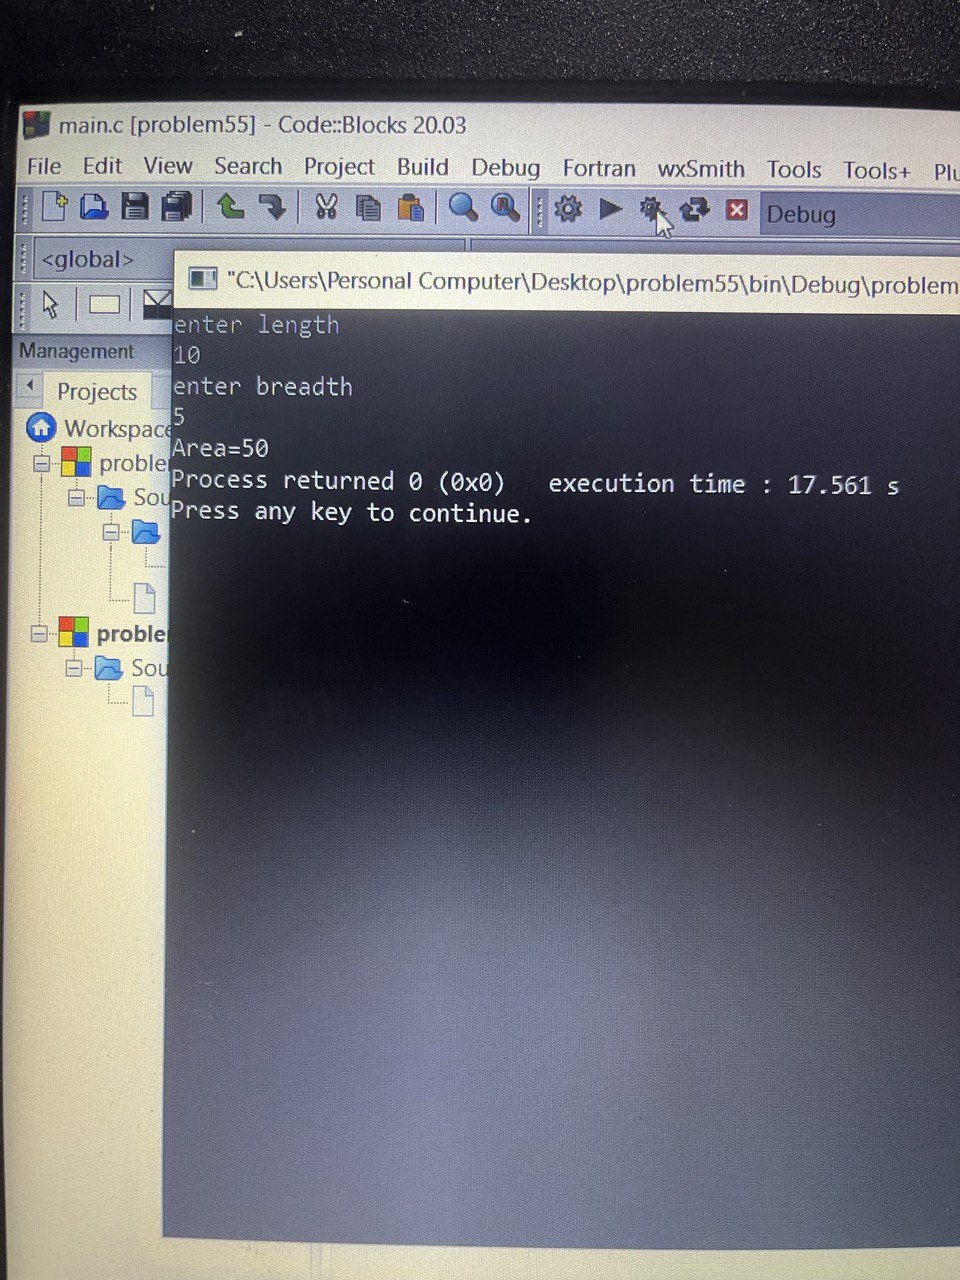 main.c [problem55] - Code::Blocks 20.03
File Edit View Search Project Build Debug Fortran wxSmith Tools Tools+ Plu
Debug
<global>
"C:\Users\Personal Computer\Desktop\problem55\bin\Debug\problem
enter length
10
Management
enter breadth
Projects
5
Workspace
Area=50
proble
Process returned 0 (0x0)   execution time : 17.561 s
Sou
Press any key to continue.
proble
Sou